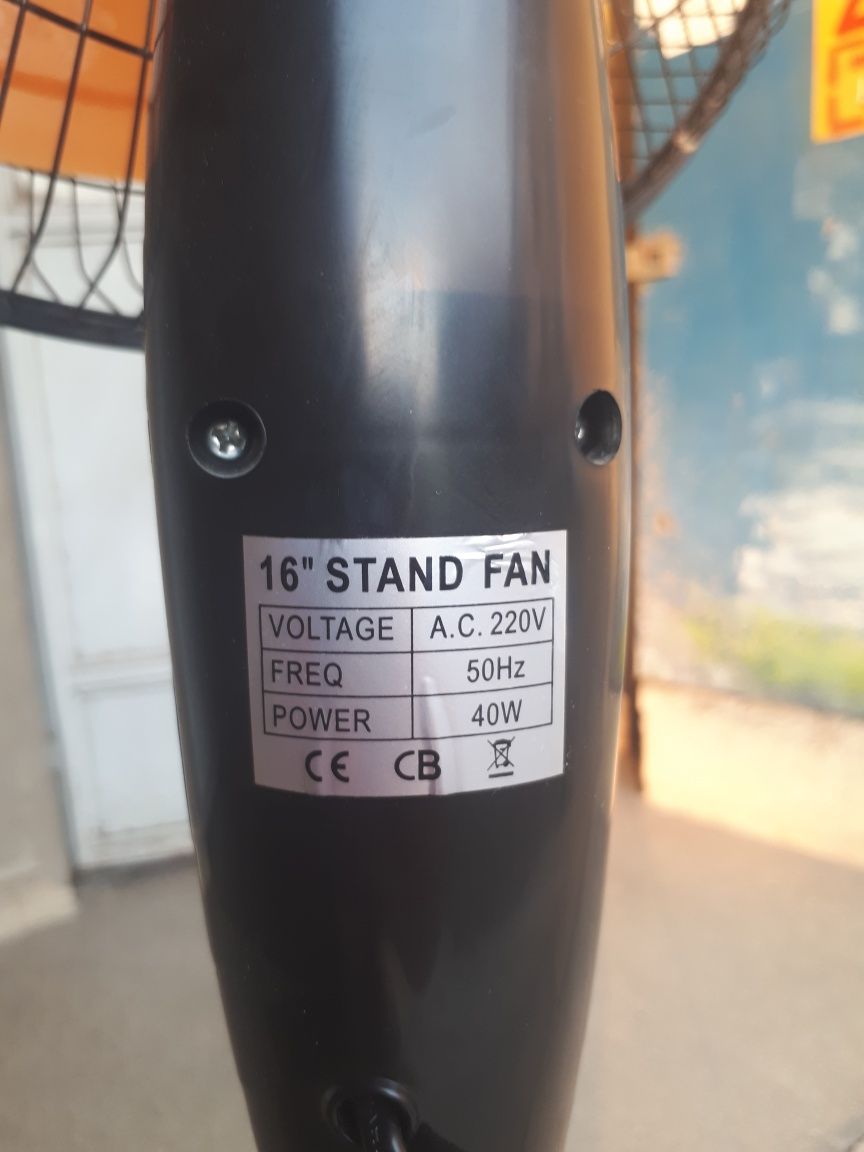 16" STAND FAN
VOLTAGE A.C. 220V
FREQ 50Hz
POWER 40W
CE CB